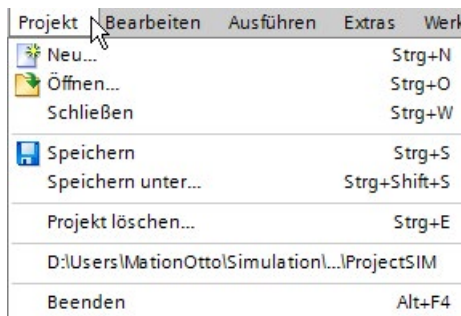 Projekt Bearbeiten Ausführen Extras
Neu... Strg+N
Öffnen... Strg+O
Schließen Strg+W
Speichern Strg+S
Speichern unter... Strg+Shift+S
Projekt löschen... Strg+E
D:\Users\MationOtto\Simulation\...\ProjectSIM
Beenden Alt+F4